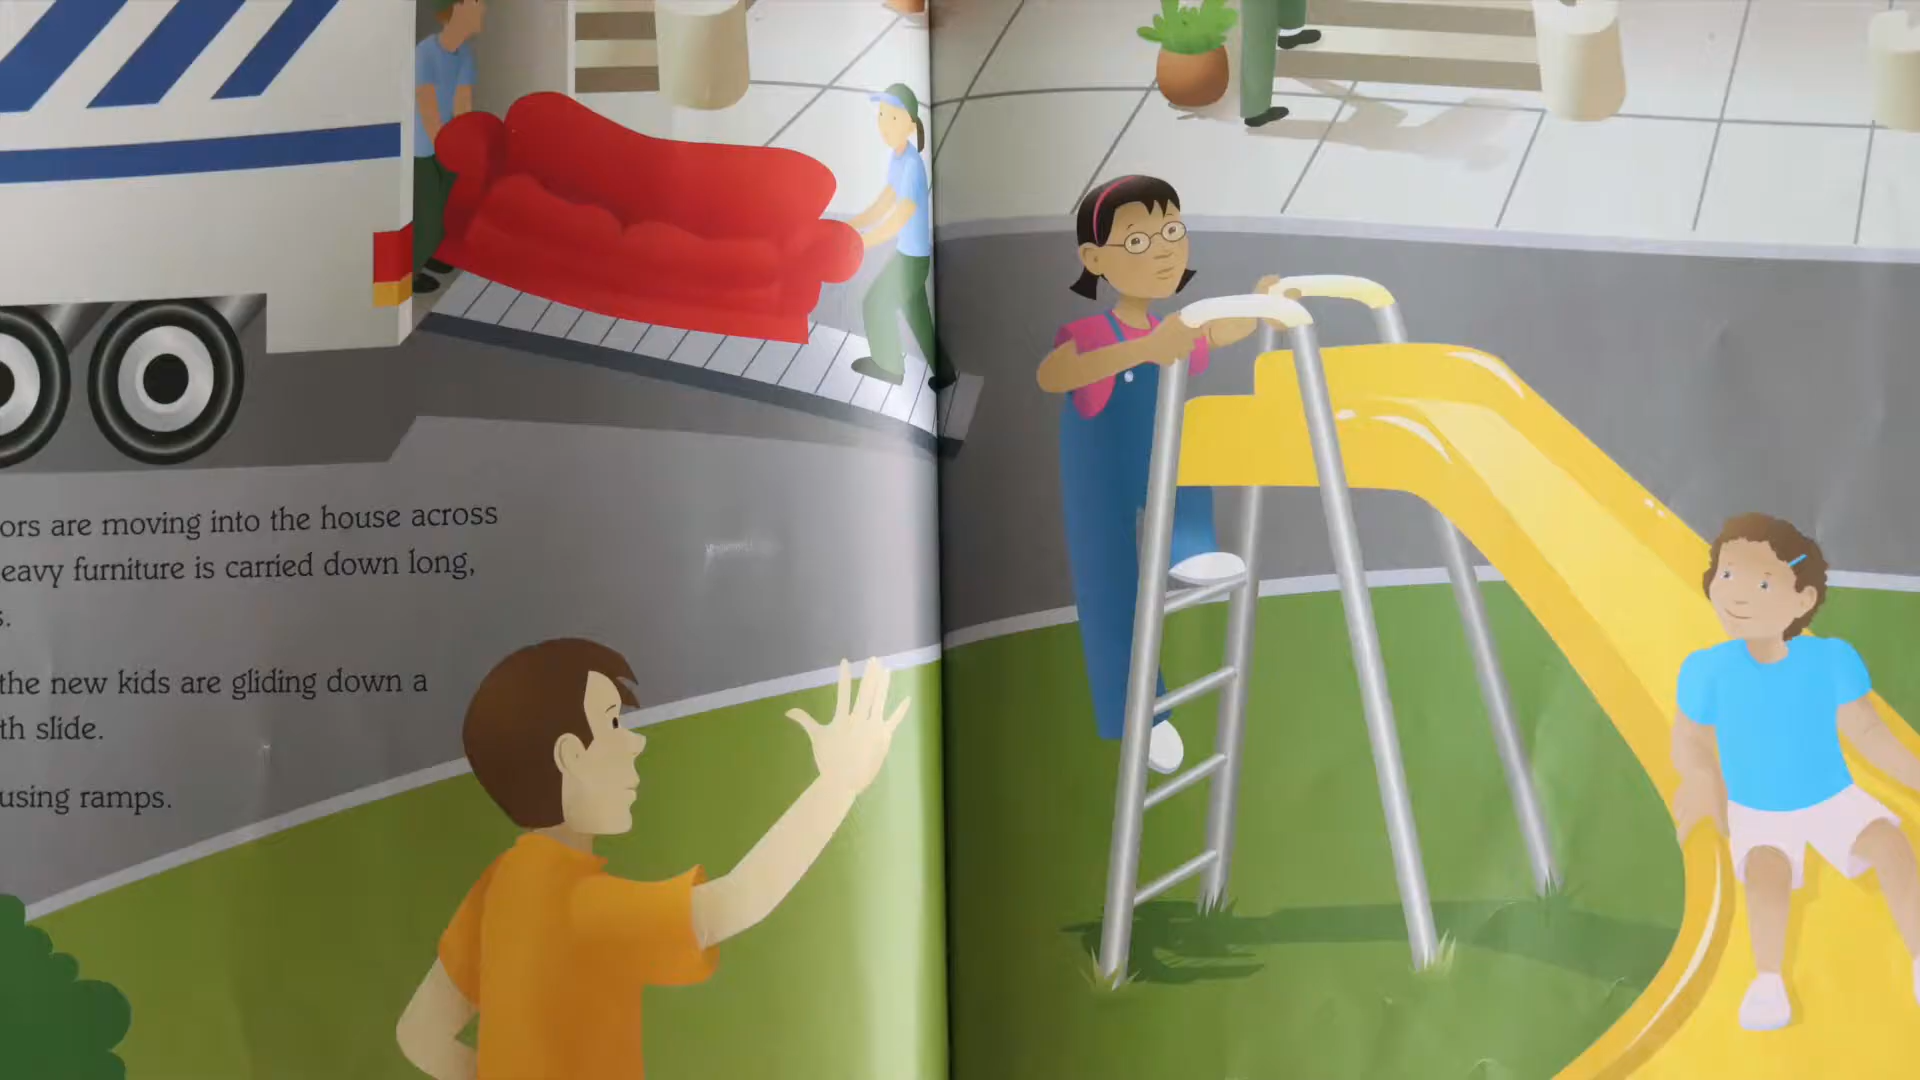 ors are moving into the house across
eavy furniture is carried down long,
s.
the new kids are gliding down a
th slide.
using ramps.